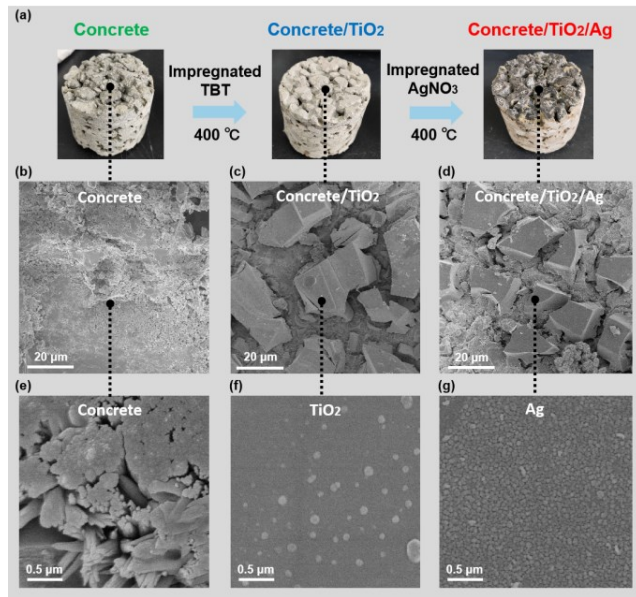 (a)
Concrete
Concrete/TiO₂
Concrete/TiO₂/Ag
Impregnated
TBT
400 ℃
Impregnated
AgNO₃
400 ℃
(b)
Concrete
20 µm
(c)
Concrete/TiO₂
20 µm
(d)
Concrete/TiO₂/Ag
20 µm
(e)
Concrete
0.5 µm
(f)
TiO₂
0.5 µm
(g)
Ag
0.5 µm